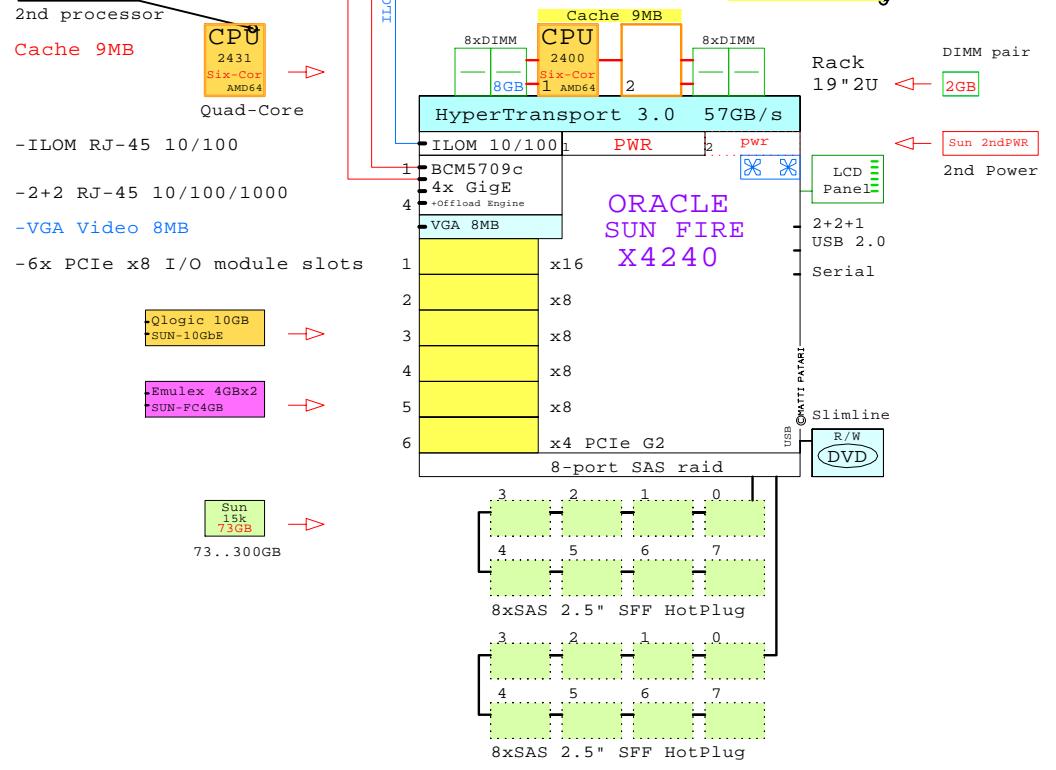 2nd processor
Cache 9MB
CPU
2431
Six-Cor
AMD64
Quad-Core
-ILOM RJ-45 10/100
-2+2 RJ-45 10/100/1000
-VGA Video 8MB
-6x PCIe x8 I/O module slots
Qlogic 10GB
SUN-10GbE
Emulex 4GBx2
SUN-FC4GB
Sun
15k
73GB
73..300GB
Cache 9MB
8xDIMM
8GB
CPU
2400
Six-Cor
1 AMD64
2
8xDIMM
HyperTransport 3.0 57GB/s
ILOM 10/100
1 PWR
2 pwr
1 BCM5709c
4x GigE
4 +Offload Engine
VGA 8MB
ORACLE
SUN FIRE
X4240
1 x16
2 x8
3 x8
4 x8
5 x8
6 x4 PCIe G2
8-port SAS raid
Rack
19"2U
DIMM pair
2GB
Sun 2ndPWR
2nd Power
LCD
Panel
2+2+1
USB 2.0
Serial
©MATTI PATARI
USB
Slimline
R/W
DVD
3 2 1 0
4 5 6 7
8xSAS 2.5" SFF HotPlug
3 2 1 0
4 5 6 7
8xSAS 2.5" SFF HotPlug